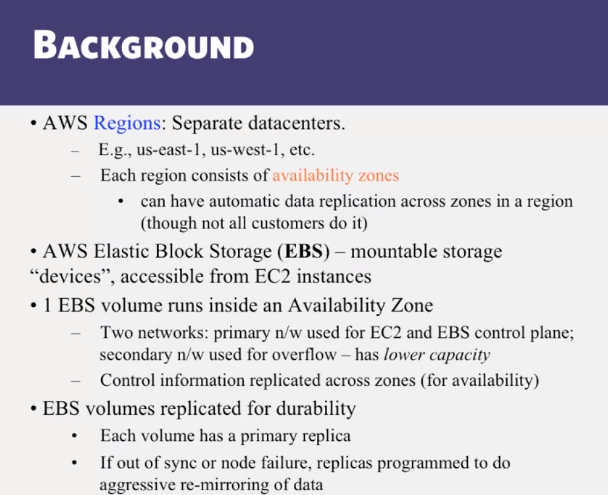 BACKGROUND
• AWS Regions: Separate datacenters.
– E.g., us-east-1, us-west-1, etc.
– Each region consists of availability zones
• can have automatic data replication across zones in a region
(though not all customers do it)
• AWS Elastic Block Storage (EBS) – mountable storage
“devices”, accessible from EC2 instances
• 1 EBS volume runs inside an Availability Zone
– Two networks: primary n/w used for EC2 and EBS control plane;
secondary n/w used for overflow – has lower capacity
– Control information replicated across zones (for availability)
• EBS volumes replicated for durability
• Each volume has a primary replica
• If out of sync or node failure, replicas programmed to do
aggressive re-mirroring of data